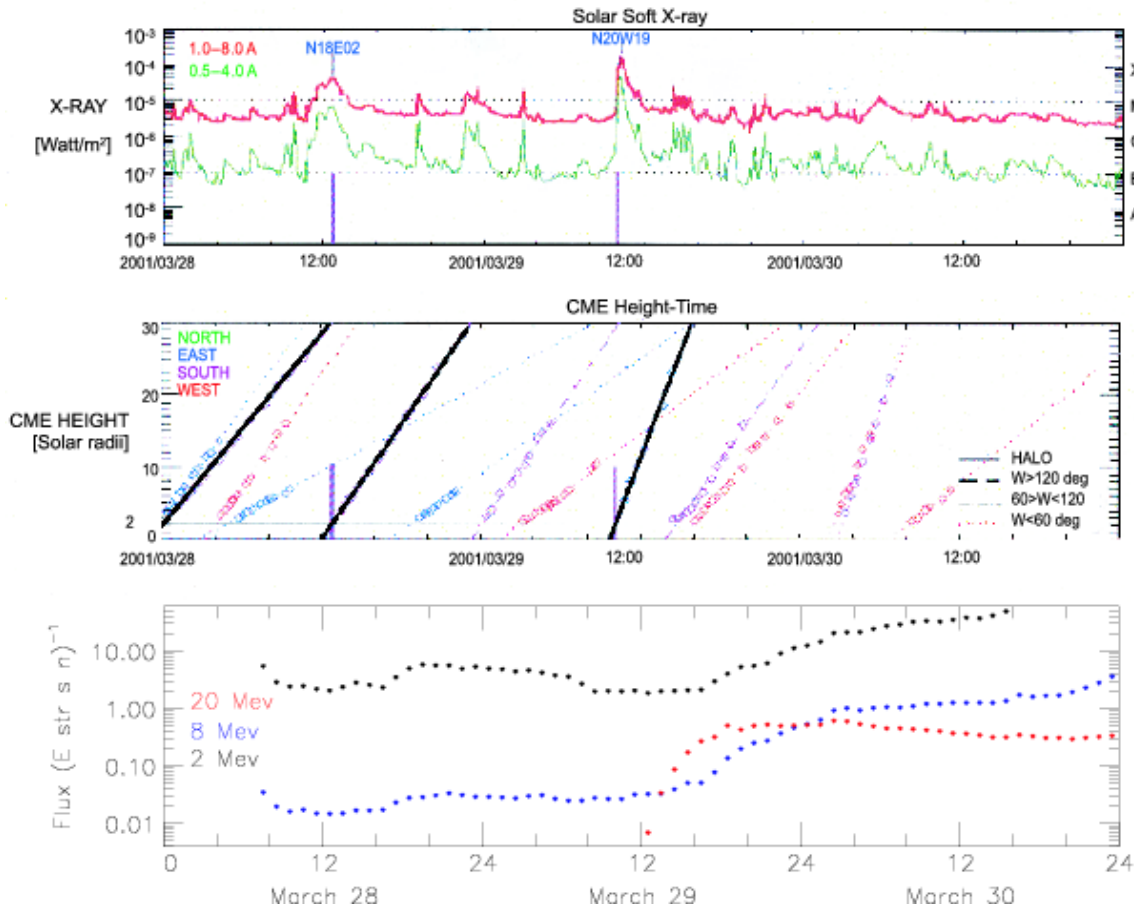 Solar Soft X-ray
10-3
1.0–8.0 A
0.5–4.0 A
N18E02
N20W19
10-4
X
X-RAY
10-5
M
[Watt/m²]
10-6
C
10-7
B
10-8
A
10-9
2001/03/28 12:00 2001/03/29 12:00 2001/03/30 12:00
CME Height-Time
30
NORTH
EAST
SOUTH
WEST
20
CME HEIGHT
[Solar radii]
10
2
0
HALO
W>120 deg
60>W<120
W<60 deg
2001/03/28 12:00 2001/03/29 12:00 2001/03/30 12:00
Flux (E str s n)⁻¹
10.00
1.00
0.10
0.01
20 Mev
8 Mev
2 Mev
0 12 24 12 24 12 24
March 28 March 29 March 30